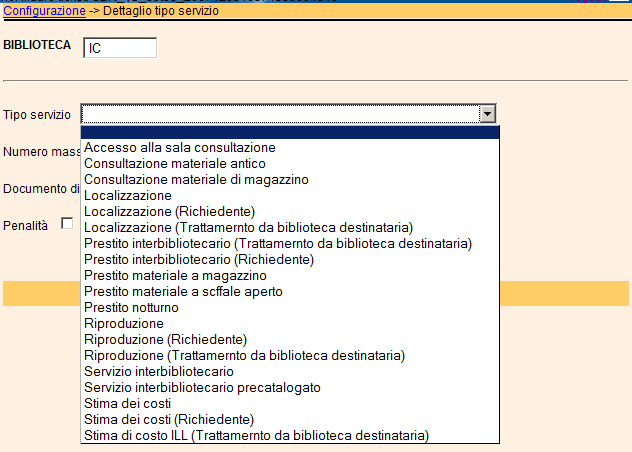 Configurazione -> Dettaglio tipo servizio
BIBLIOTECA IC
Tipo servizio
Accesso alla sala consultazione
Numero mass
Consultazione materiale antico
Consultazione materiale di magazzino
Documento di
Localizzazione
Localizzazione (Richiedente)
Penalità
Localizzazione (Trattamernto da biblioteca destinataria)
Prestito interbibliotecario (Trattamernto da biblioteca destinataria)
Prestito interbibliotecario (Richiedente)
Prestito materiale a magazzino
Prestito materiale a scffale aperto
Prestito notturno
Riproduzione
Riproduzione (Richiedente)
Riproduzione (Trattamernto da biblioteca destinataria)
Servizio interbibliotecario
Servizio interbibliotecario precatalogato
Stima dei costi
Stima dei costi (Richiedente)
Stima di costo ILL (Trattamernto da biblioteca destinataria)